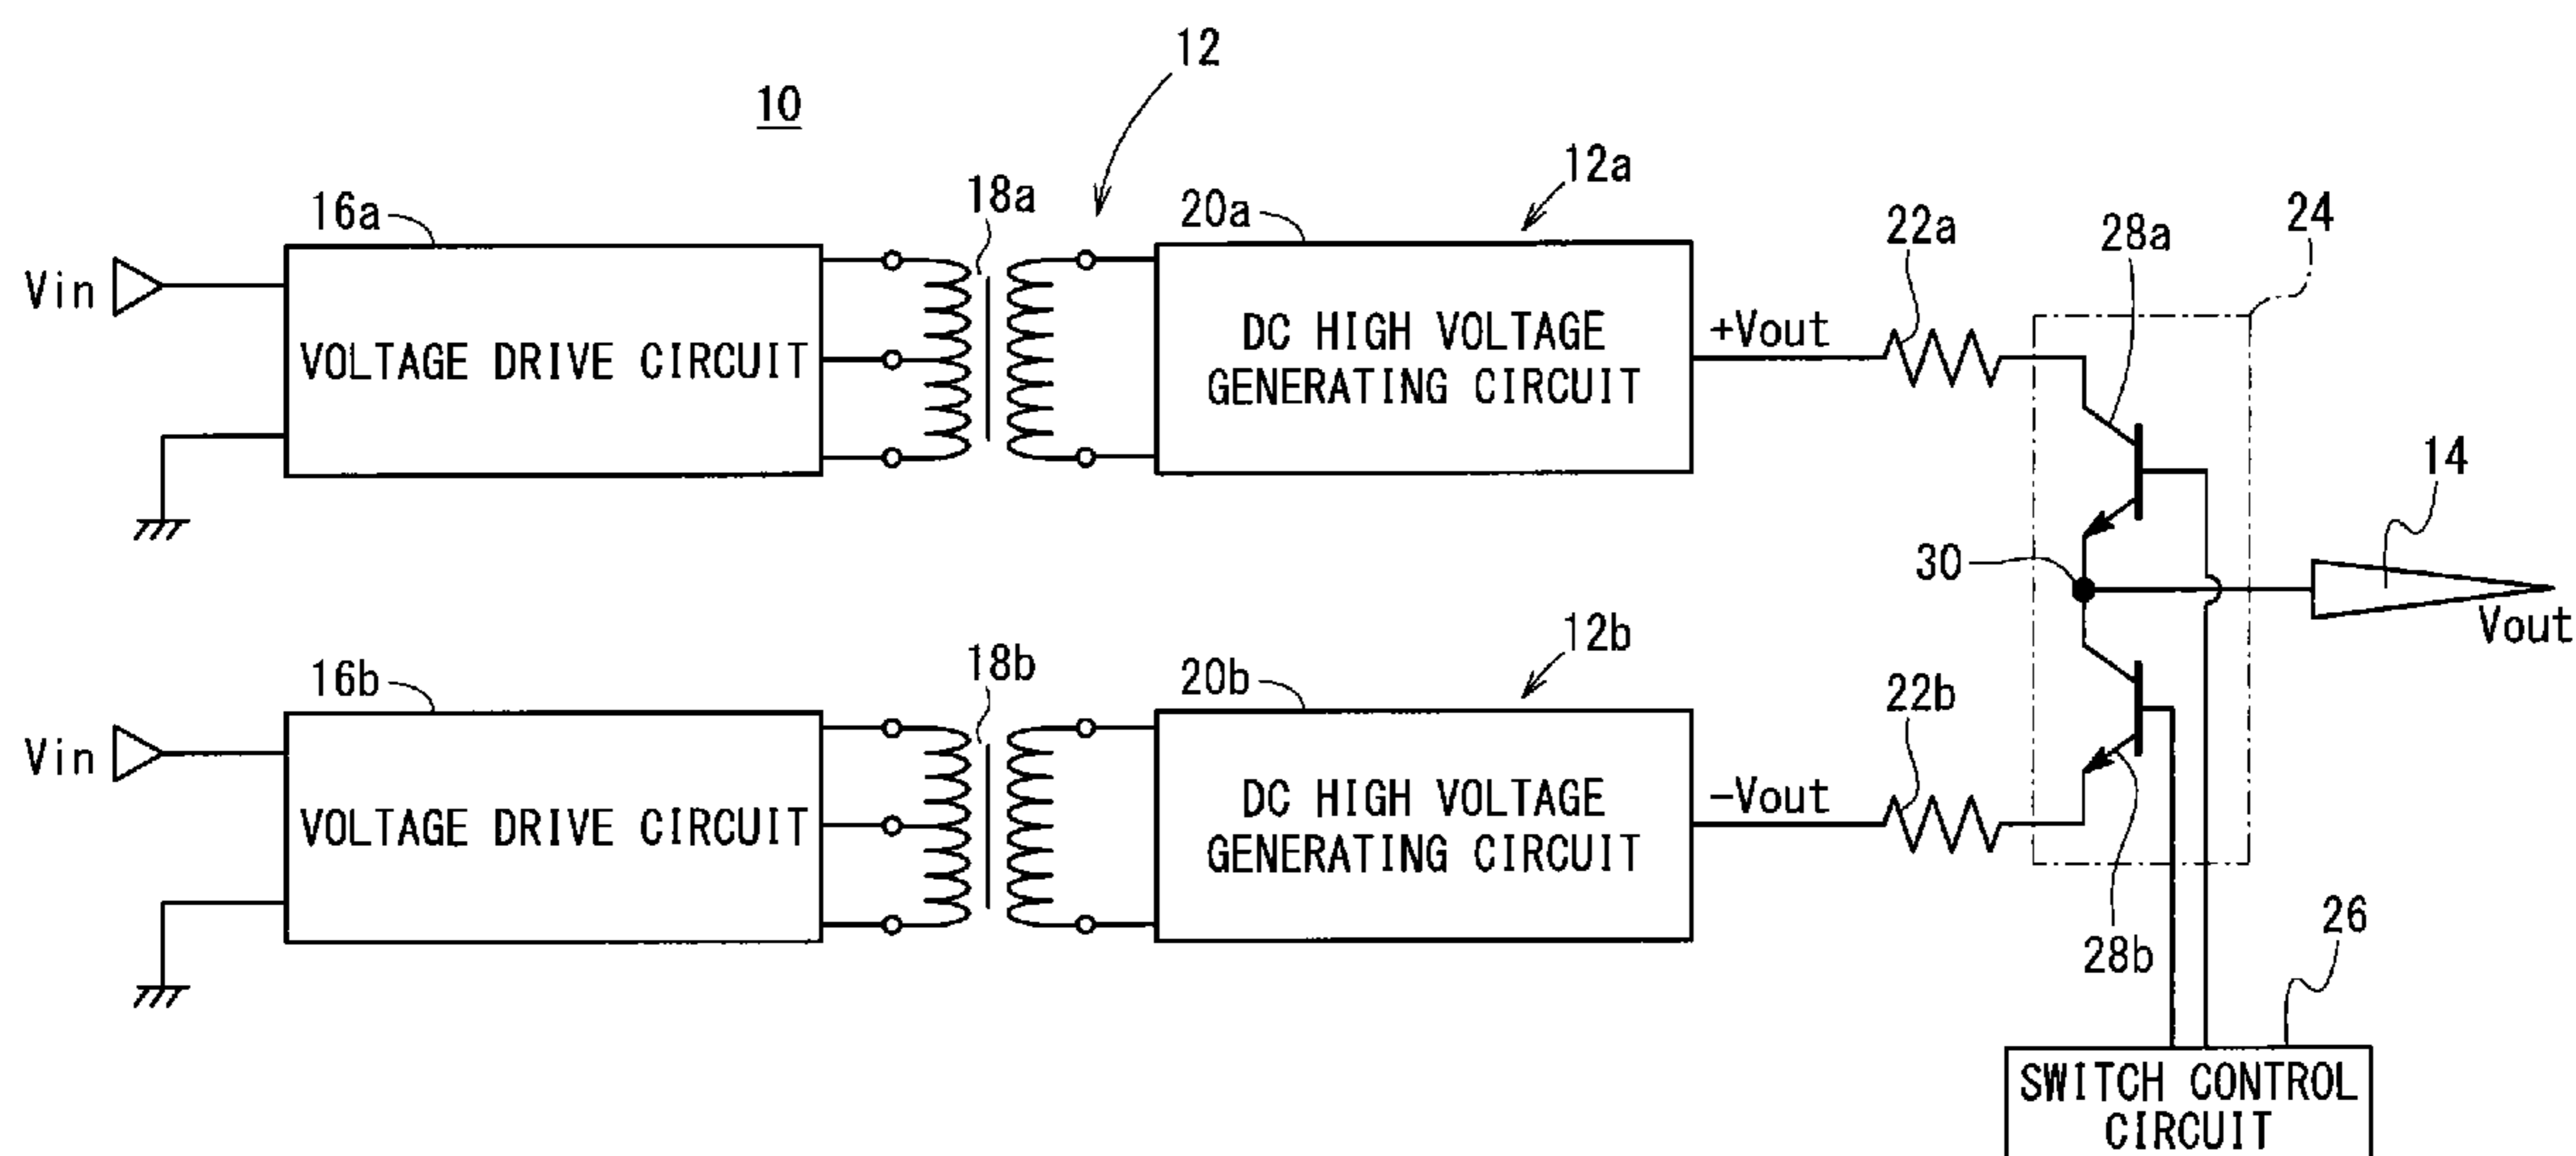 12
10
12a
18a
16a
20a
24
22a
28a
Vin
VOLTAGE DRIVE CIRCUIT
DC HIGH VOLTAGE
GENERATING CIRCUIT
+Vout
14
30
Vout
12b
18b
16b
20b
22b
Vin
VOLTAGE DRIVE CIRCUIT
DC HIGH VOLTAGE
GENERATING CIRCUIT
-Vout
28b
26
SWITCH CONTROL
CIRCUIT